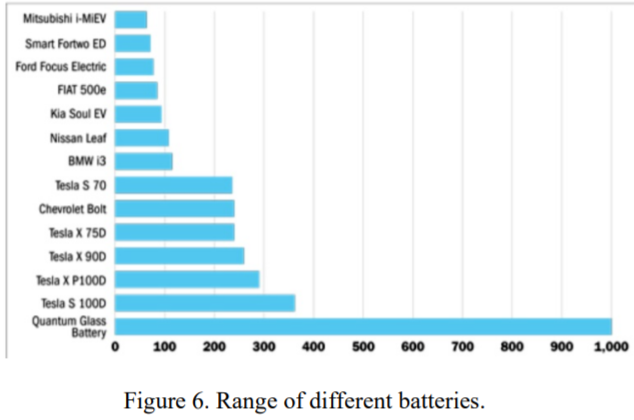 Mitsubishi i-MiEV
Smart Fortwo ED
Ford Focus Electric
FIAT 500e
Kia Soul EV
Nissan Leaf
BMW i3
Tesla S 70
Chevrolet Bolt
Tesla X 75D
Tesla X 90D
Tesla X P100D
Tesla S 100D
Quantum Glass
Battery
0 100 200 300 400 500 600 700 800 900 1,000
Figure 6. Range of different batteries.